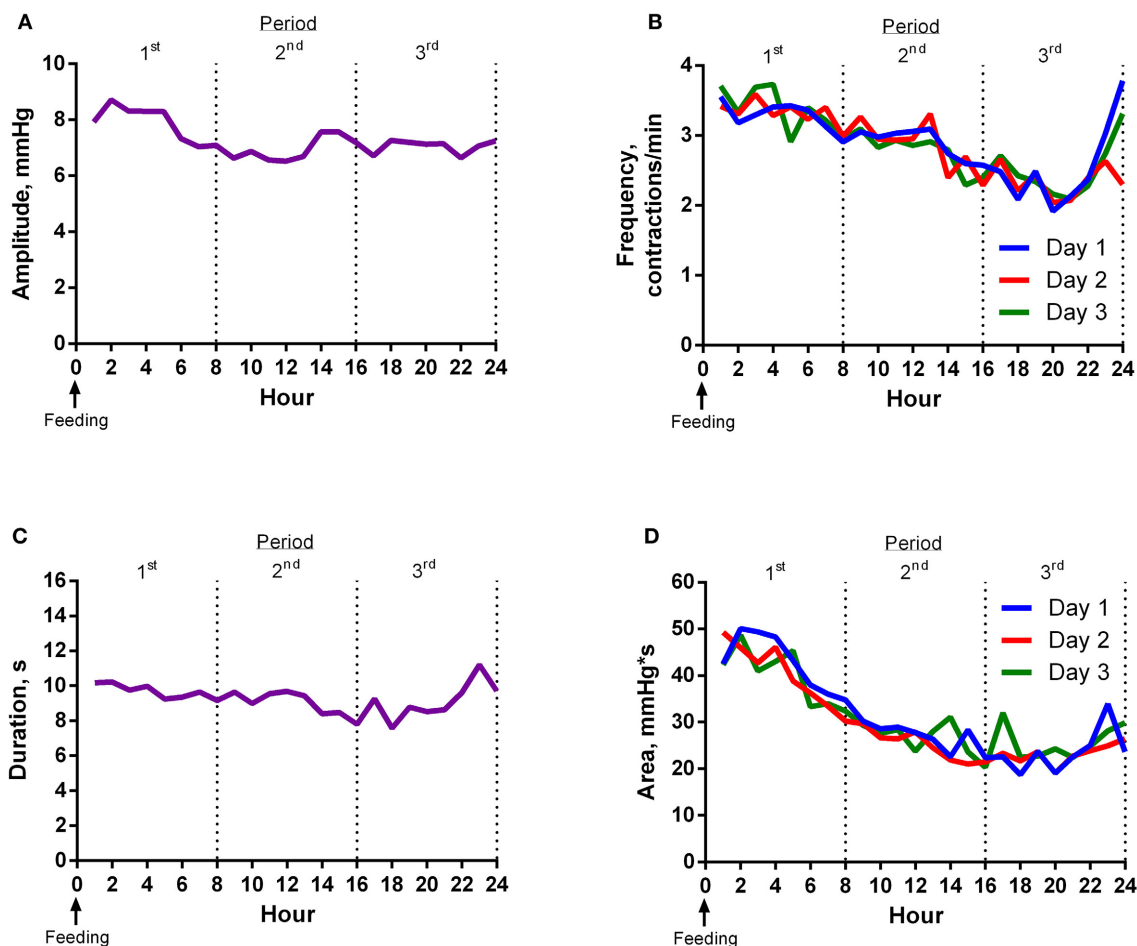 A
Period
1st 2nd 3rd
Amplitude, mmHg
10
8
6
4
2
0
0 2 4 6 8 10 12 14 16 18 20 22 24
Hour
Feeding
B
Period
1st 2nd 3rd
Frequency,
contractions/min
4
3
2
1
0
Day 1
Day 2
Day 3
0 2 4 6 8 10 12 14 16 18 20 22 24
Hour
Feeding
C
Period
1st 2nd 3rd
Duration, s
16
14
12
10
8
6
4
2
0
0 2 4 6 8 10 12 14 16 18 20 22 24
Hour
Feeding
D
Period
1st 2nd 3rd
Area, mmHg*s
60
50
40
30
20
10
0
Day 1
Day 2
Day 3
0 2 4 6 8 10 12 14 16 18 20 22 24
Hour
Feeding